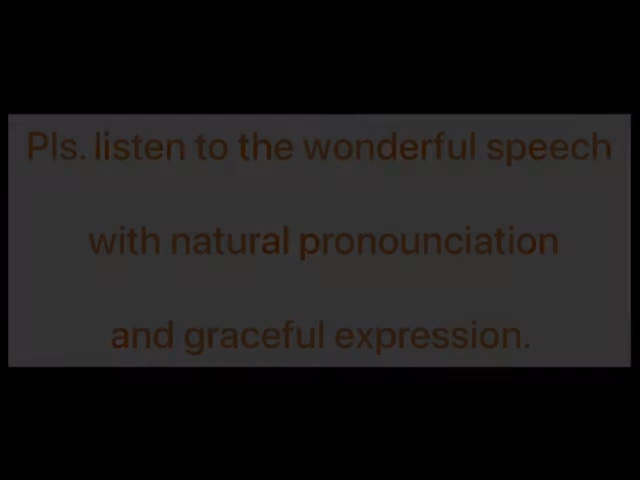 Pls. listen to the wonderful speech
with natural pronounciation
and graceful expression.